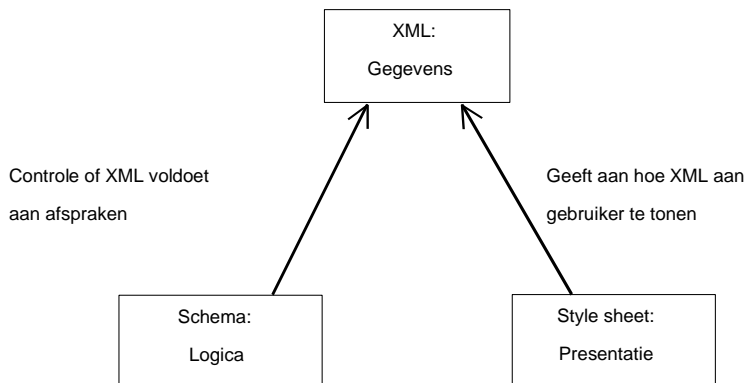 XML:
Gegevens
Controle of XML voldoet
aan afspraken
Geeft aan hoe XML aan
gebruiker te tonen
Schema:
Logica
Style sheet:
Presentatie